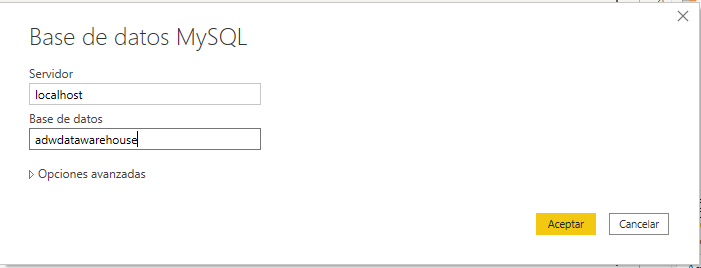 Base de datos MySQL
Servidor
localhost
Base de datos
adwdatawarehouse
Opciones avanzadas
Aceptar
Cancelar